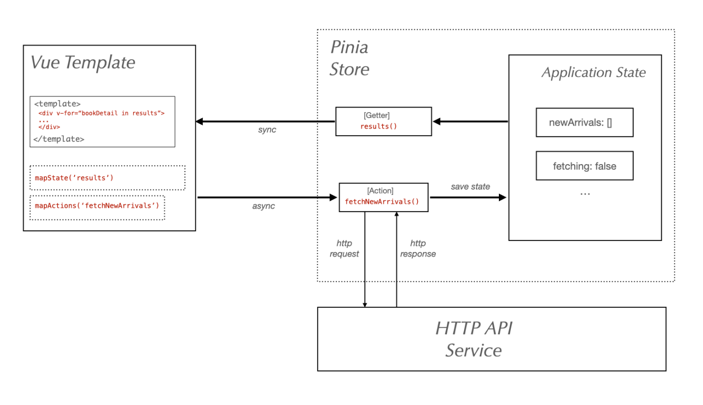 Vue Template
<template>
<div v-for="bookDetail in results">
...
</div>
</template>
mapState('results')
mapActions('fetchNewArrivals')
sync
async
Pinia
Store
[Getter]
results()
[Action]
fetchNewArrivals()
save state
http
request
http
response
Application State
newArrivals: []
fetching: false
...
HTTP API
Service